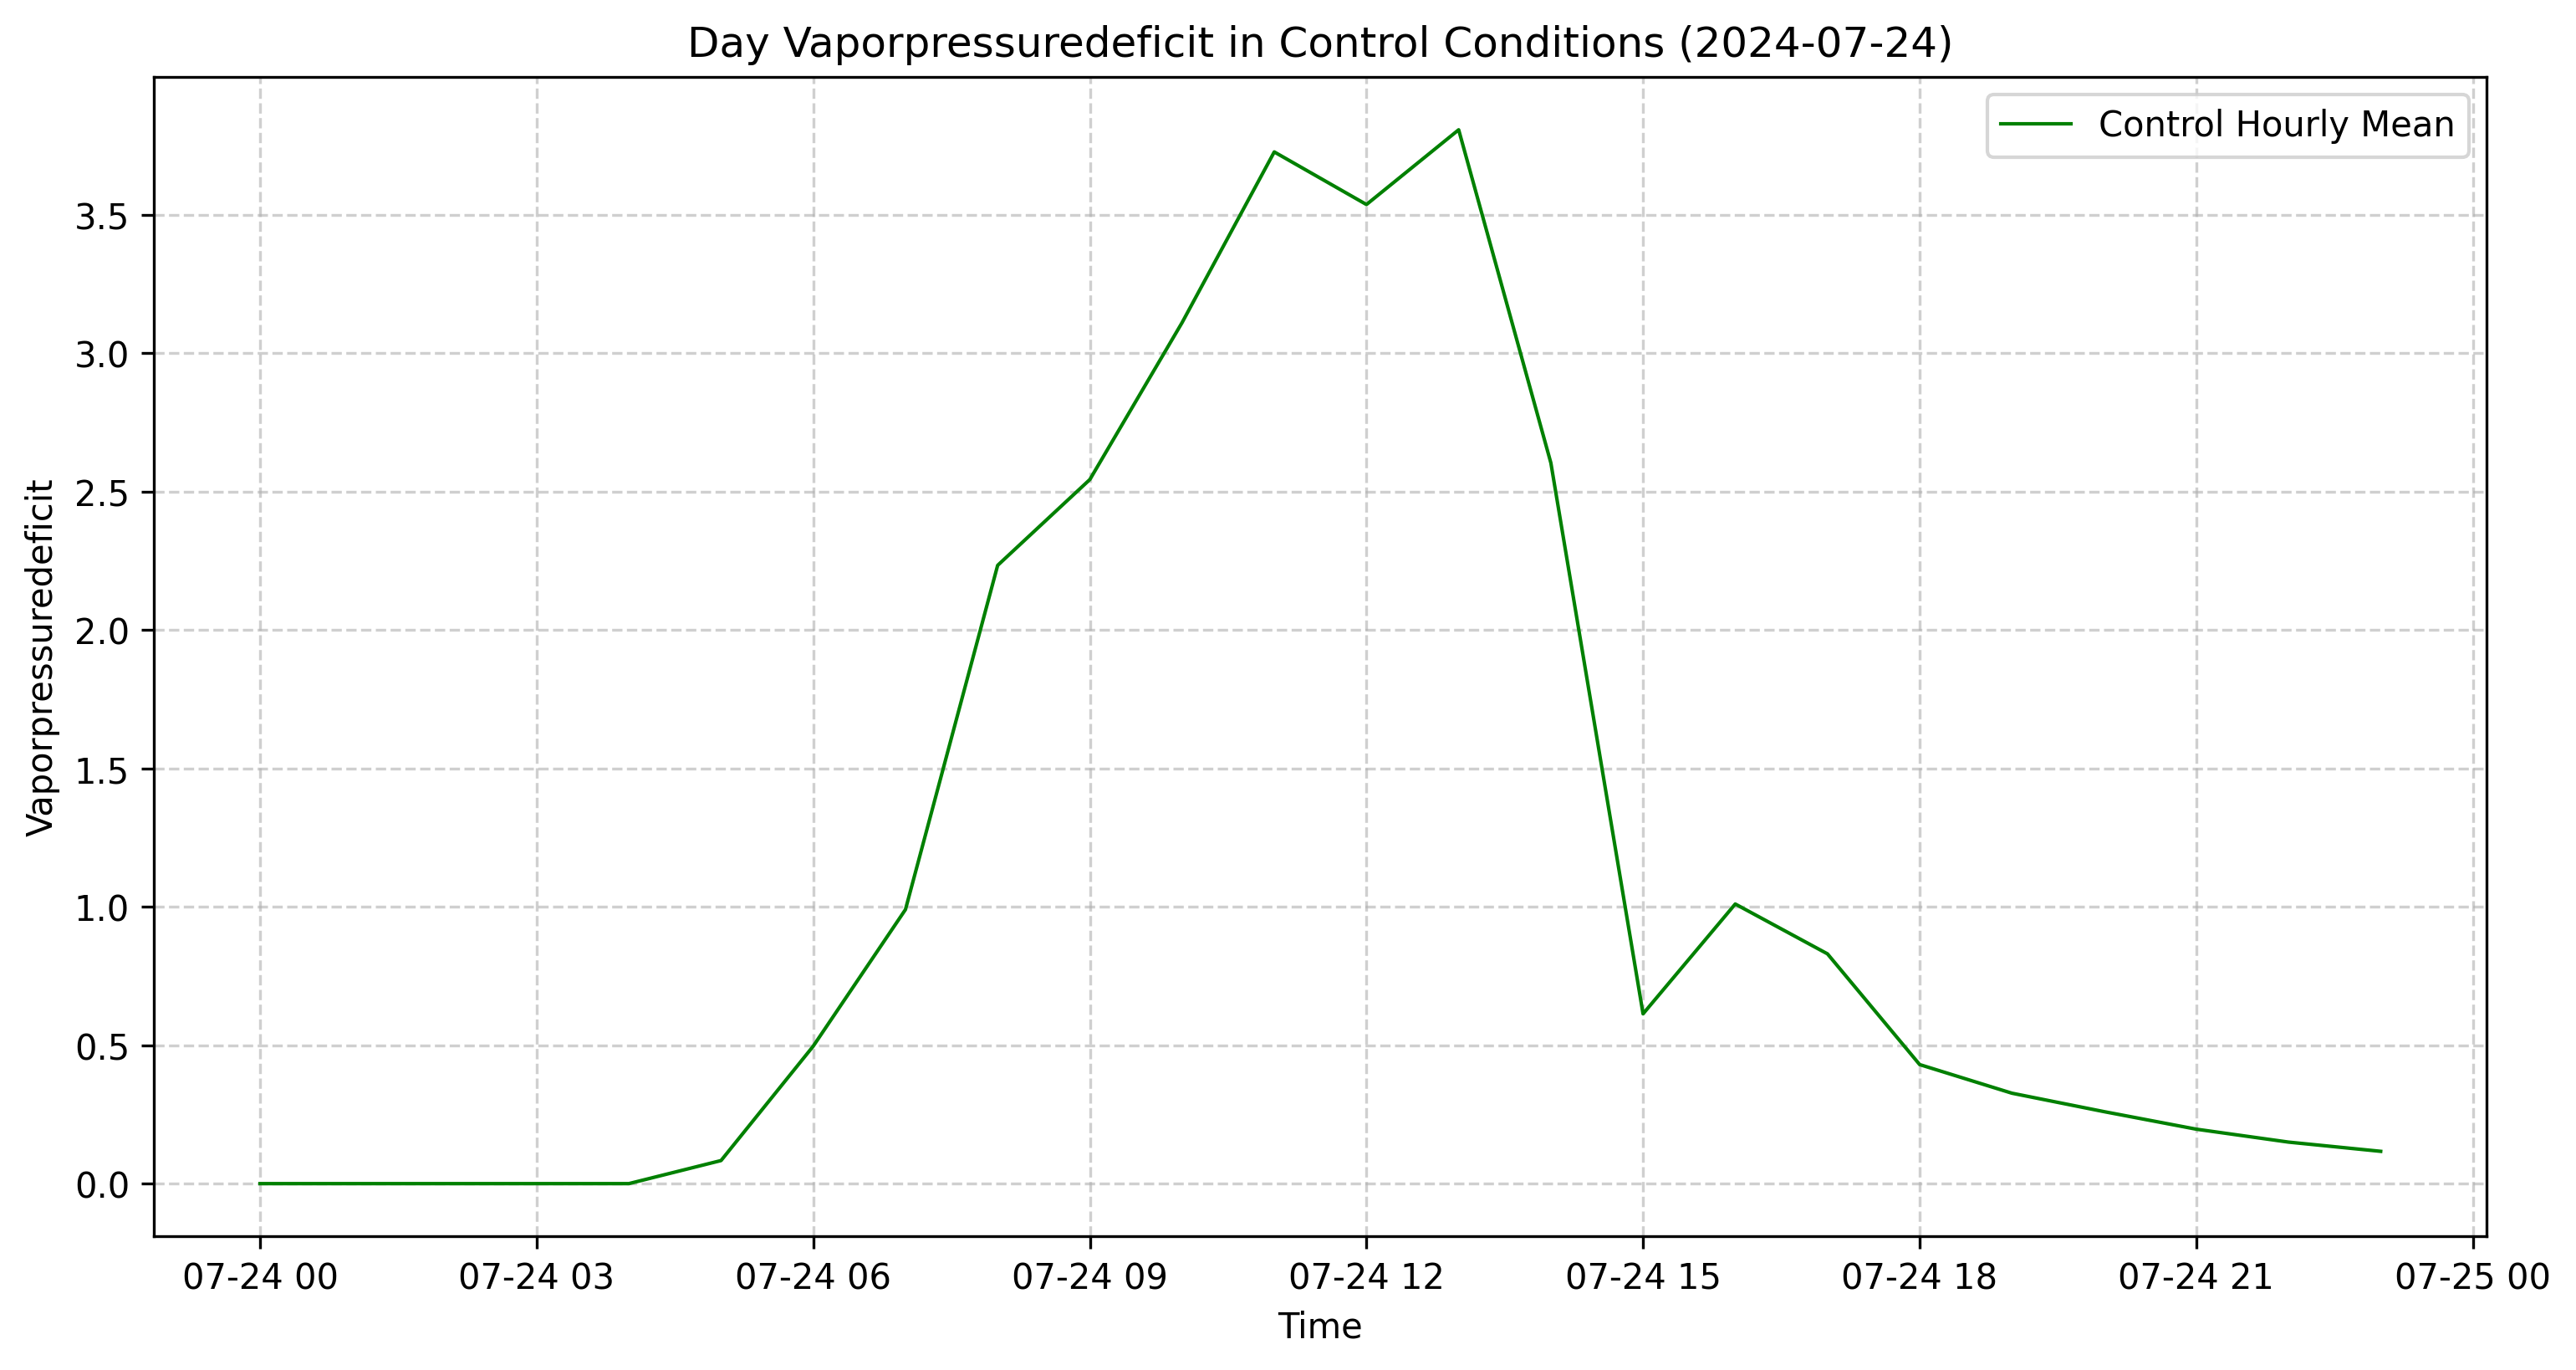 Day Vaporpressuredeficit in Control Conditions (2024-07-24)
Control Hourly Mean
Vaporpressuredeficit
3.5
3.0
2.5
2.0
1.5
1.0
0.5
0.0
07-24 00 07-24 03 07-24 06 07-24 09 07-24 12 07-24 15 07-24 18 07-24 21 07-25 00
Time